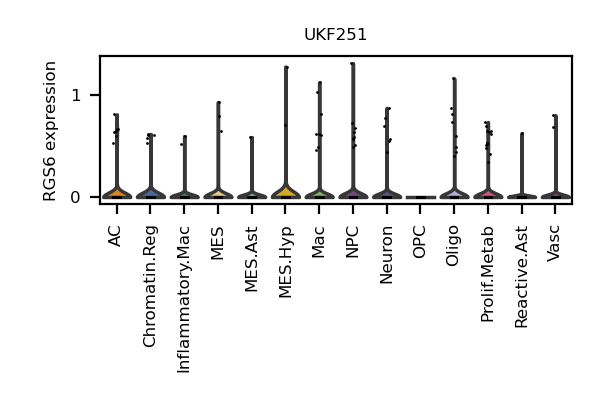 UKF251
RGS6 expression
1
0
AC
Chromatin.Reg
Inflammatory.Mac
MES
MES.Ast
MES.Hyp
Mac
NPC
Neuron
OPC
Oligo
Prolif.Metab
Reactive.Ast
Vasc